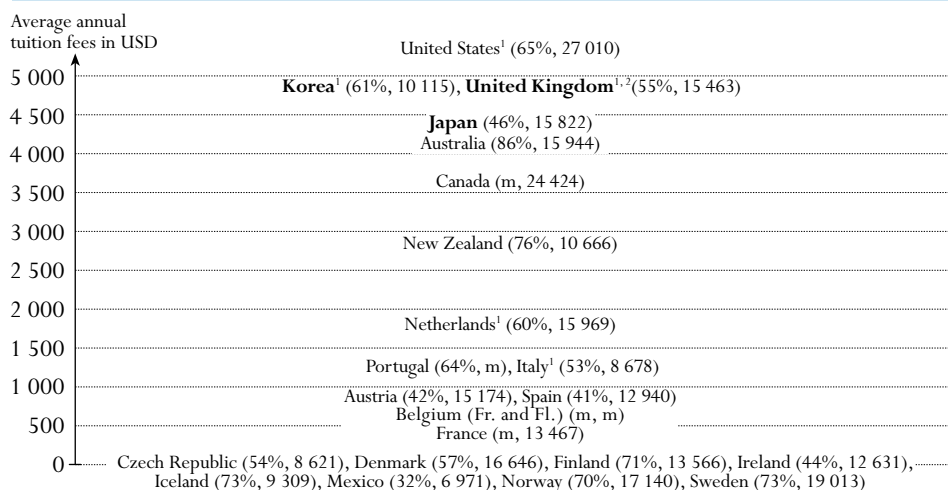 Average annual
tuition fees in USD
United States¹ (65%, 27 010)
5 000
Korea¹ (61%, 10 115), United Kingdom¹,²(55%, 15 463)
4 500
Japan (46%, 15 822)
Australia (86%, 15 944)
4 000
Canada (m, 24 424)
3 500
3 000
New Zealand (76%, 10 666)
2 500
2 000
Netherlands¹ (60%, 15 969)
1 500
Portugal (64%, m), Italy¹ (53%, 8 678)
1 000
Austria (42%, 15 174), Spain (41%, 12 940)
Belgium (Fr. and Fl.) (m, m)
500
France (m, 13 467)
0
Czech Republic (54%, 8 621), Denmark (57%, 16 646), Finland (71%, 13 566), Ireland (44%, 12 631),
Iceland (73%, 9 309), Mexico (32%, 6 971), Norway (70%, 17 140), Sweden (73%, 19 013)